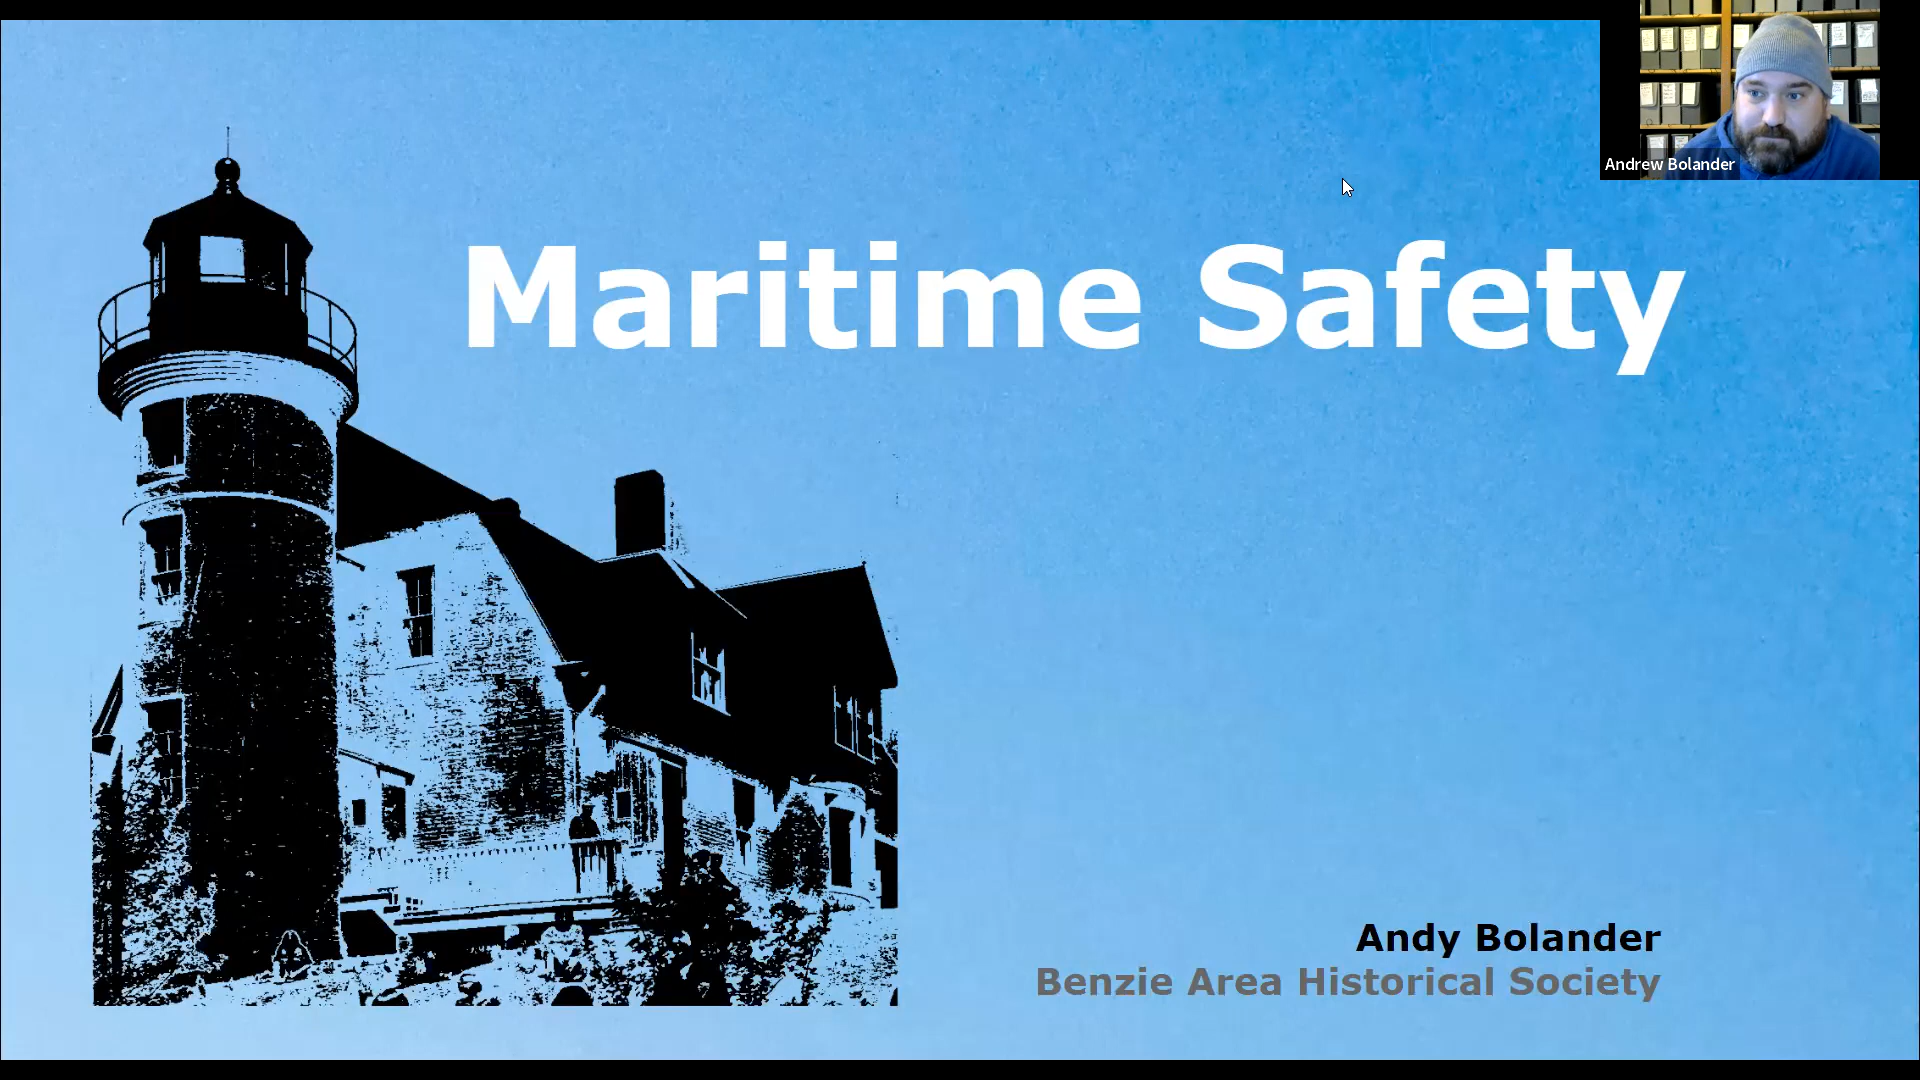 Andrew Bolander
Maritime Safety
Andy Bolander
Benzie Area Historical Society